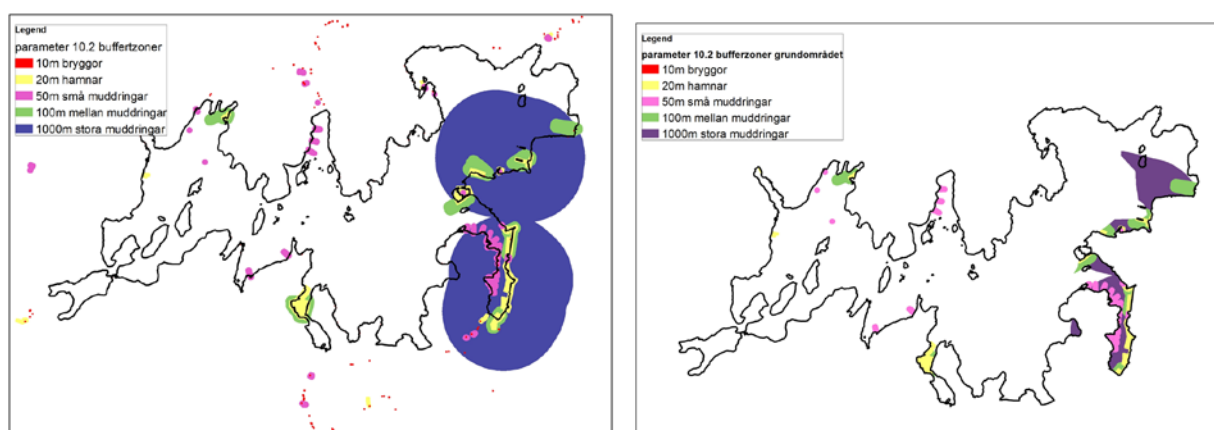 Legend
parameter 10.2 buffertzoner
10m bryggor
20m hamnar
50m små muddringar
100m mellan muddringar
1000m stora muddringar
Legend
parameter 10.2 bufferzoner grundområdet
10m bryggor
20m hamnar
50m små muddringar
100m mellan muddringar
1000m stora muddringar